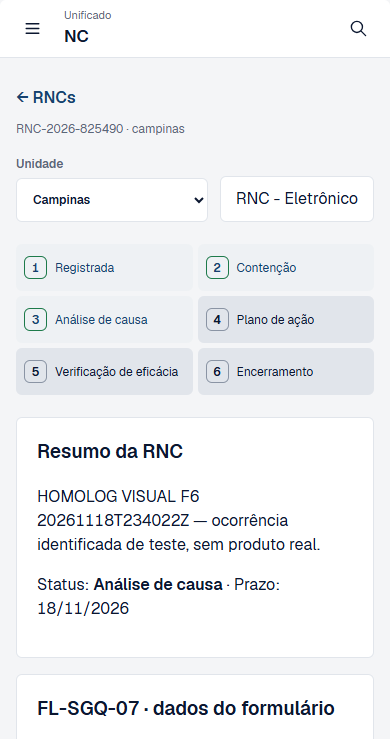 Unificado
NC
← RNCs
RNC-2026-825490 · campinas
Unidade
Campinas
RNC - Eletrônico
1 Registrada
2 Contenção
3 Análise de causa
4 Plano de ação
5 Verificação de eficácia
6 Encerramento
Resumo da RNC
HOMOLOG VISUAL F6
20261118T234022Z — ocorrência
identificada de teste, sem produto real.
Status: Análise de causa · Prazo:
18/11/2026
FL-SGQ-07 · dados do formulário